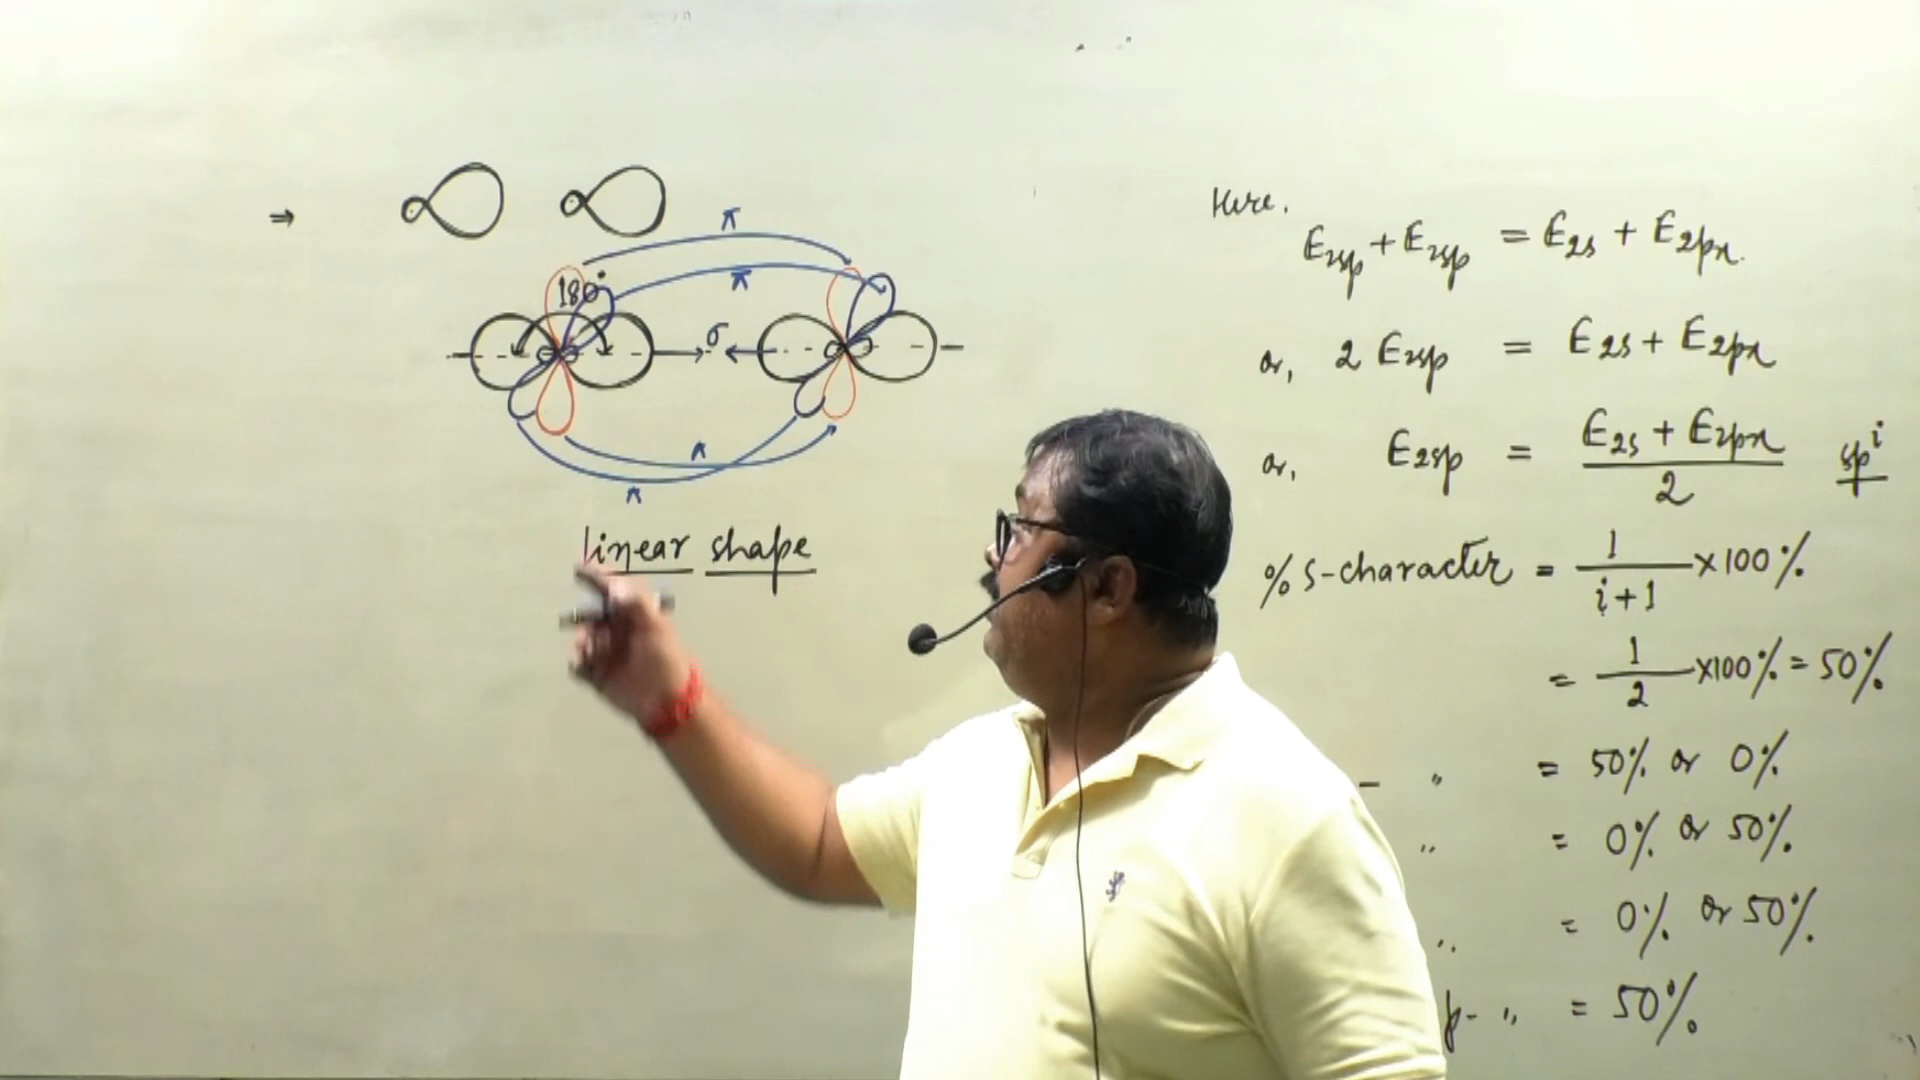 ⇒
π
π
180°
σ
π
π
linear shape
Here,
E2sp + E2sp = E2s + E2px.
or, 2 E2sp = E2s + E2px
or, E2sp = (E2s + E2px)/2 sp^i
% s-character = 1/(i+1) ×100%
= 1/2 ×100% = 50%
- " = 50% or 0%
" = 0% or 50%
" = 0% or 50%
p- " = 50%